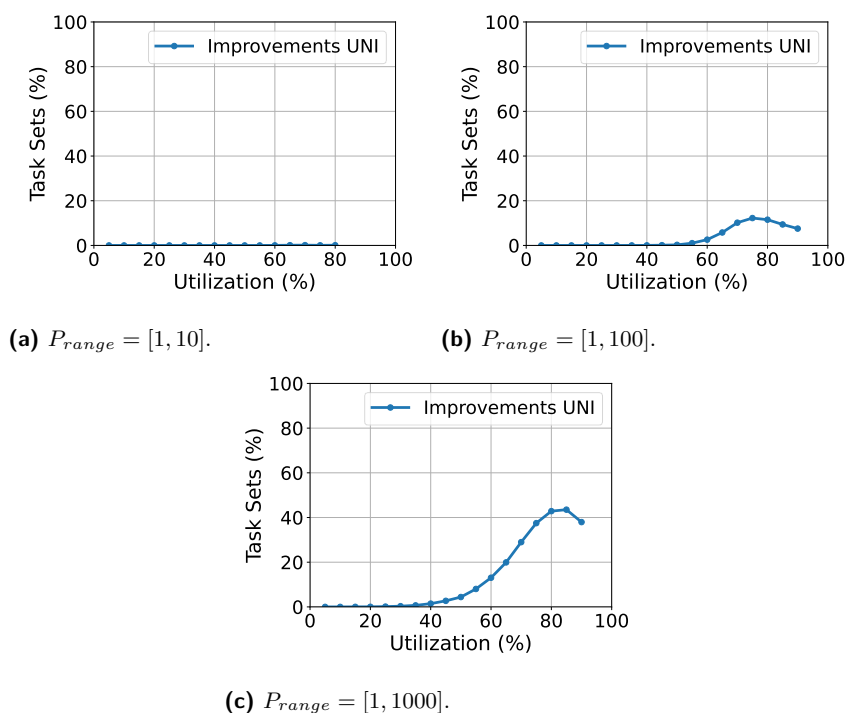 100
80
60
40
20
0
Task Sets (%)
Improvements UNI
0 20 40 60 80 100
Utilization (%)
(a) P_range = [1, 10].
100
80
60
40
20
0
Task Sets (%)
Improvements UNI
0 20 40 60 80 100
Utilization (%)
(b) P_range = [1, 100].
100
80
60
40
20
0
Task Sets (%)
Improvements UNI
0 20 40 60 80 100
Utilization (%)
(c) P_range = [1, 1000].